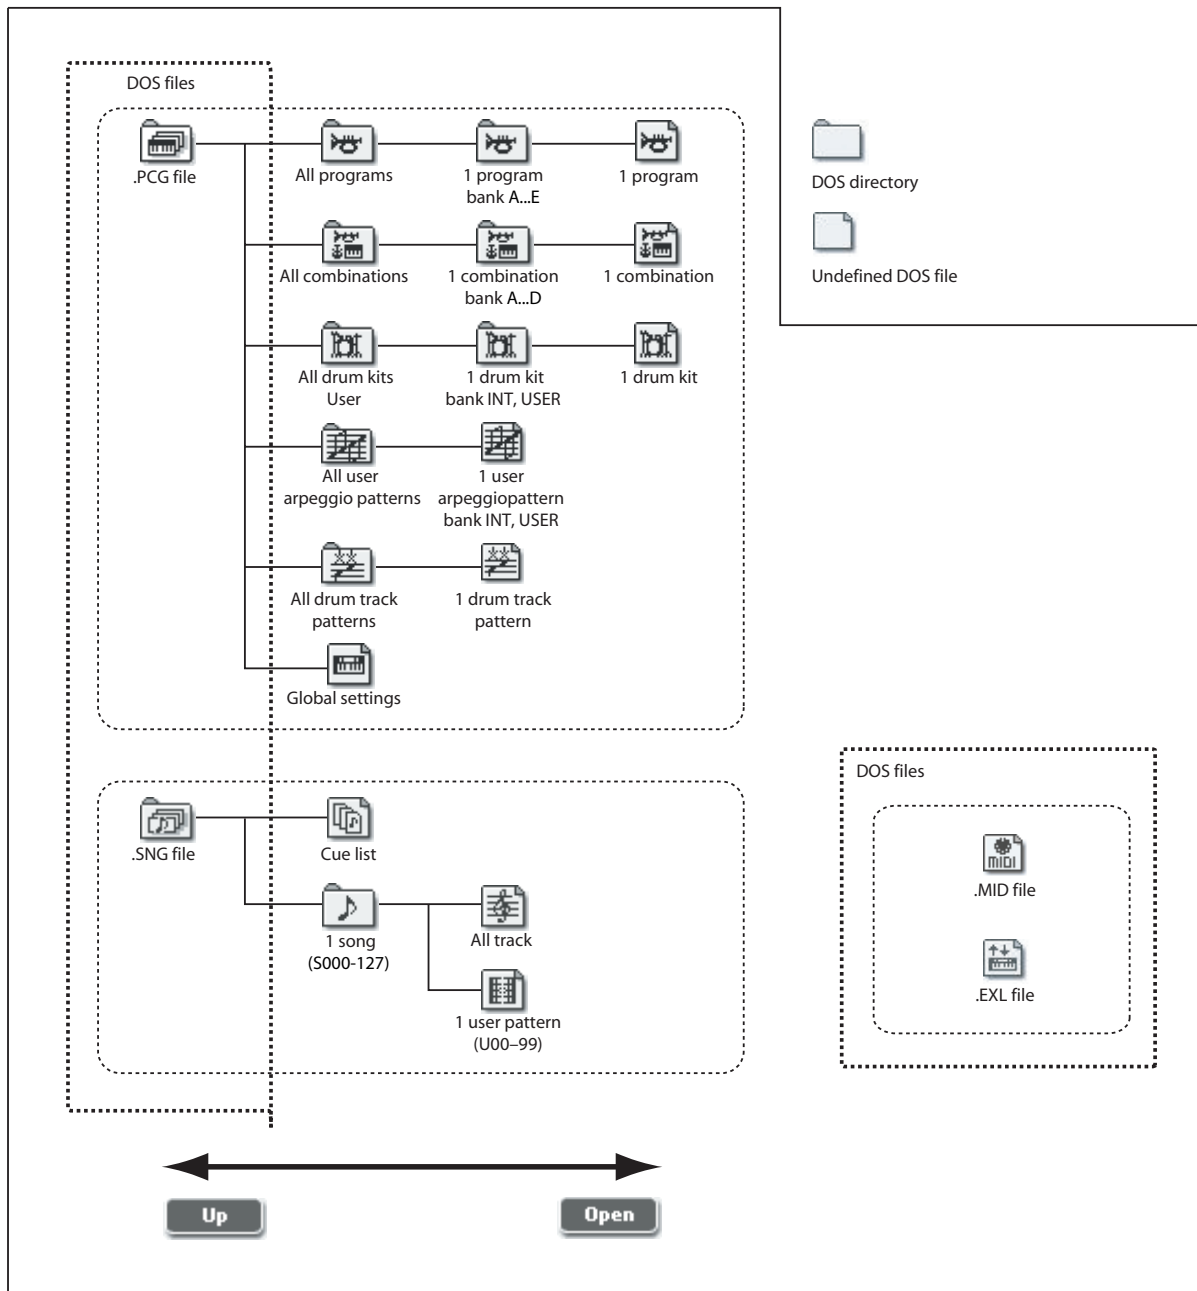 DOS files
.PCG file
All programs
1 program
bank A...E
1 program
All combinations
1 combination
bank A...D
1 combination
All drum kits
User
1 drum kit
bank INT, USER
1 drum kit
All user
arpeggio patterns
1 user
arpeggiopattern
bank INT, USER
All drum track
patterns
1 drum track
pattern
Global settings
DOS directory
Undefined DOS file
.SNG file
Cue list
1 song
(S000-127)
All track
1 user pattern
(U00–99)
DOS files
MIDI
.MID file
.EXL file
Up
Open